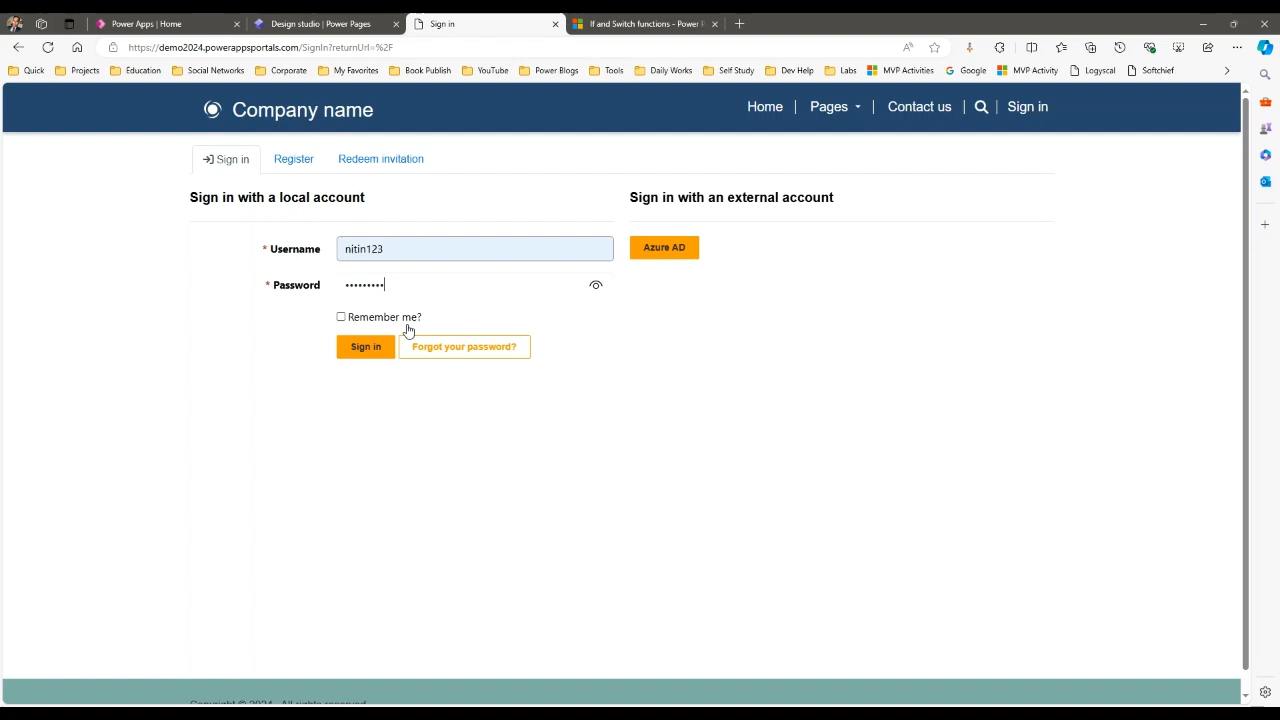 Power Apps | Home
Design studio | Power Pages
Sign in
If and Switch functions - Power P
https://demo2024.powerappsportals.com/SignIn?returnUrl=%2F
Quick Projects Education Social Networks Corporate My Favorites Book Publish YouTube Power Blogs Tools Daily Works Self Study Dev Help Labs MVP Activities Google MVP Activity Logyscal Softchief
Company name
Home | Pages | Contact us | Sign in
Sign in Register Redeem invitation
Sign in with a local account
Sign in with an external account
* Username nitin123
Azure AD
* Password •••••••••
Remember me?
Sign in Forgot your password?
Copyright © 2024. All rights reserved.